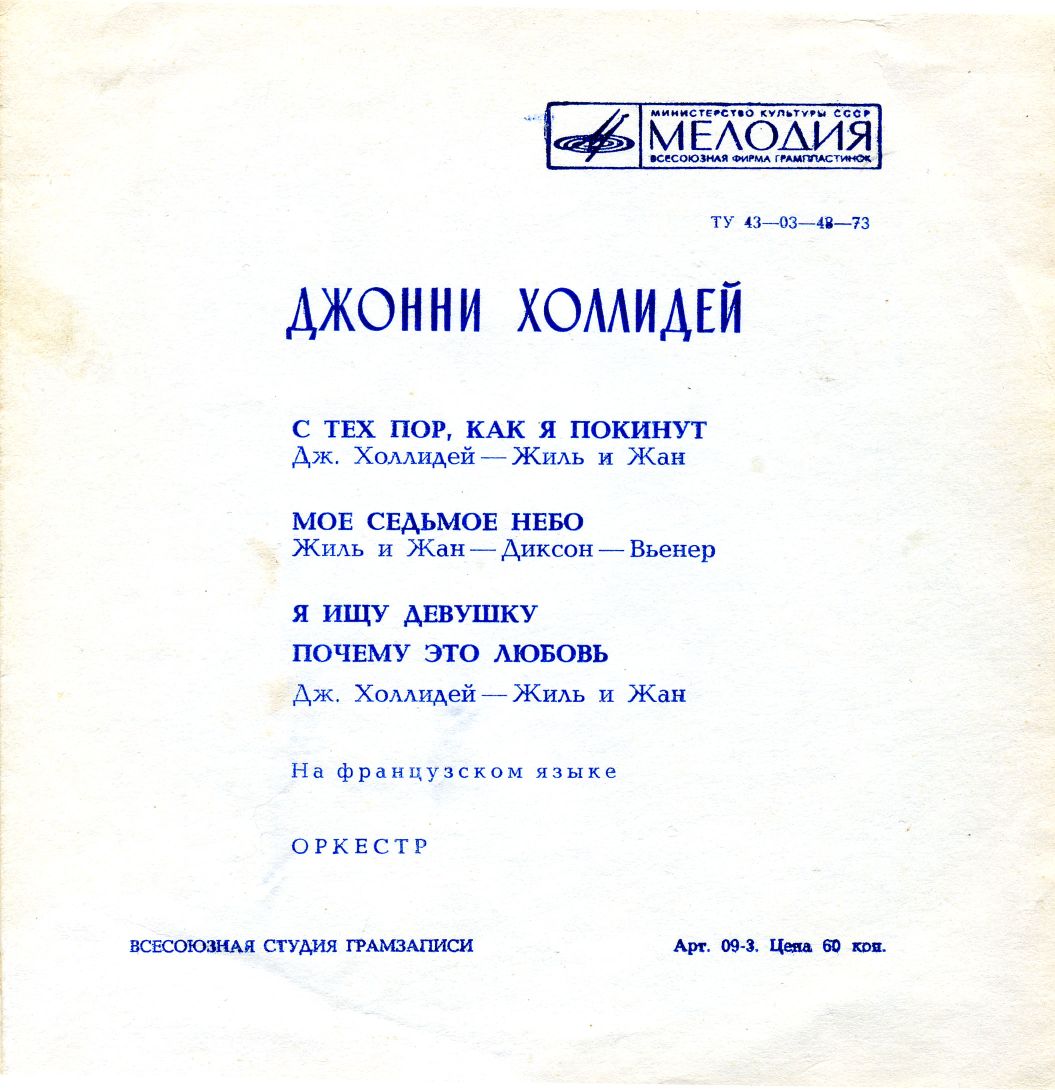 МИНИСТЕРСТВО КУЛЬТУРЫ СССР
МЕЛОДИЯ
ВСЕСОЮЗНАЯ ФИРМА ГРАМПЛАСТИНОК
ТУ 43—03—48—73
ДЖОННИ ХОЛЛИДЕЙ
С ТЕХ ПОР, КАК Я ПОКИНУТ
Дж. Холлидей — Жиль и Жан
МОЕ СЕДЬМОЕ НЕБО
Жиль и Жан — Диксон — Вьенер
Я ИЩУ ДЕВУШКУ
ПОЧЕМУ ЭТО ЛЮБОВЬ
Дж. Холлидей — Жиль и Жан
На французском языке
ОРКЕСТР
ВСЕСОЮЗНАЯ СТУДИЯ ГРАМЗАПИСИ
Арт. 09-3. Цена 60 коп.